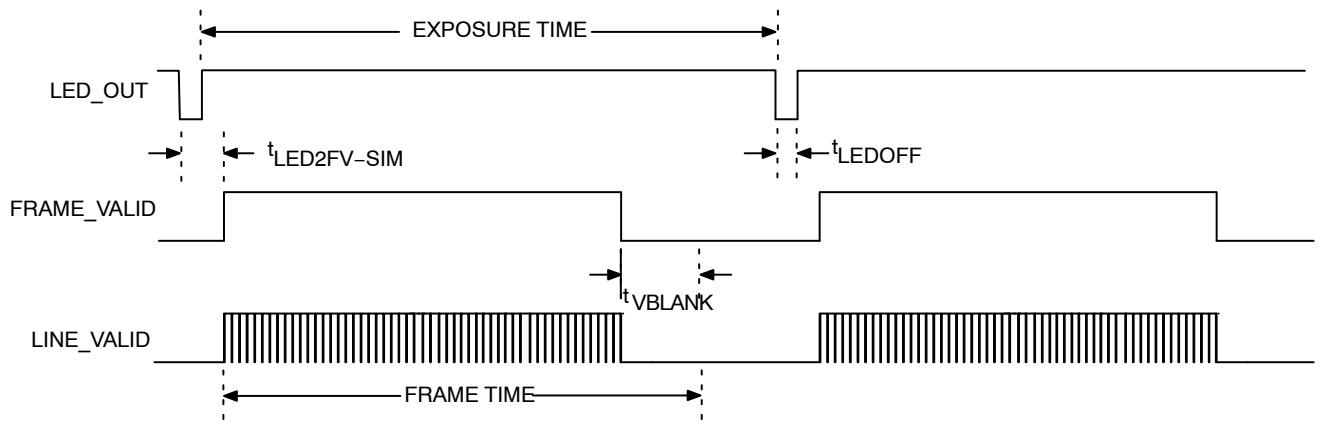 EXPOSURE TIME
LED_OUT
tLED2FV−SIM
tLEDOFF
FRAME_VALID
tVBLANK
LINE_VALID
FRAME TIME